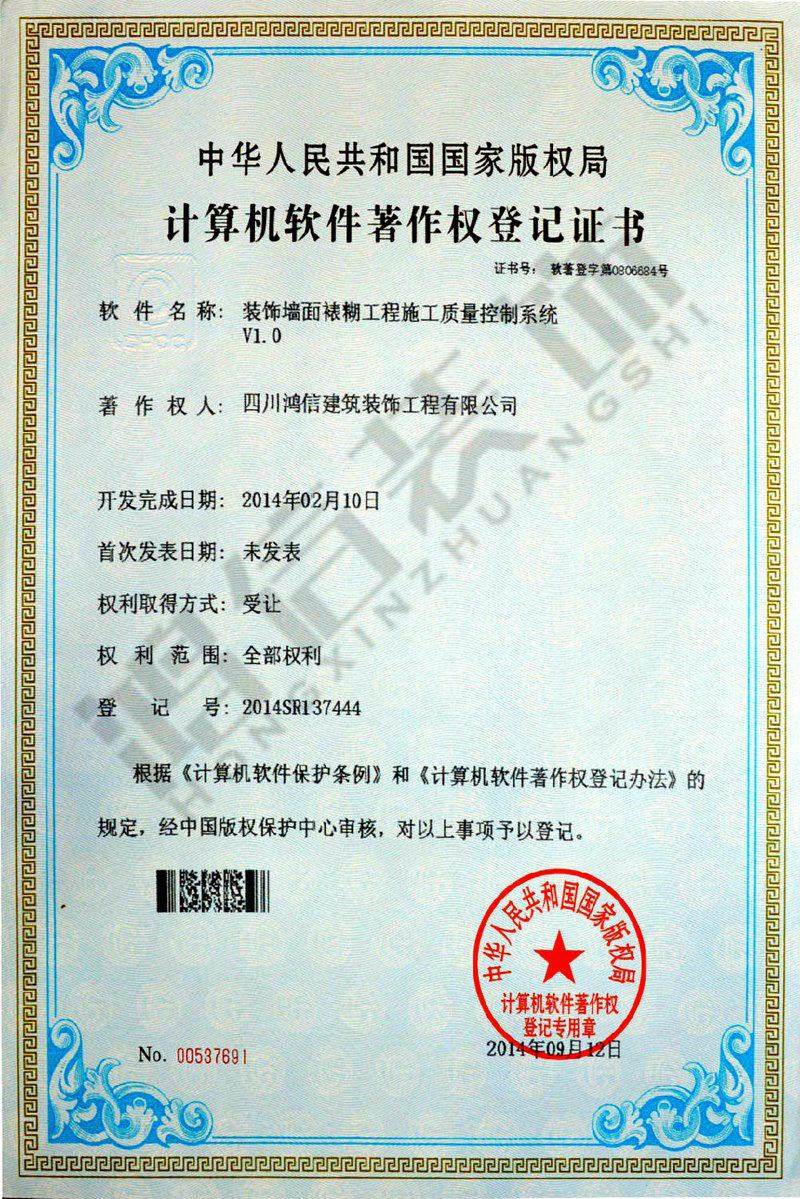 中华人民共和国国家版权局
计算机软件著作权登记证书
证书号: 软著登字第0806684号
软件名称: 装饰墙面裱糊工程施工质量控制系统
V1.0
著作权人: 四川鸿信建筑装饰工程有限公司
开发完成日期: 2014年02月10日
首次发表日期: 未发表
权利取得方式: 受让
权利范围: 全部权利
登记号: 2014SR137444
根据《计算机软件保护条例》和《计算机软件著作权登记办法》的
规定，经中国版权保护中心审核，对以上事项予以登记。
中华人民共和国国家版权局
计算机软件著作权
登记专用章
2014年09月12日
No. 00537691
鸿信装饰
HONGXINZHUANGSHI
CPCC